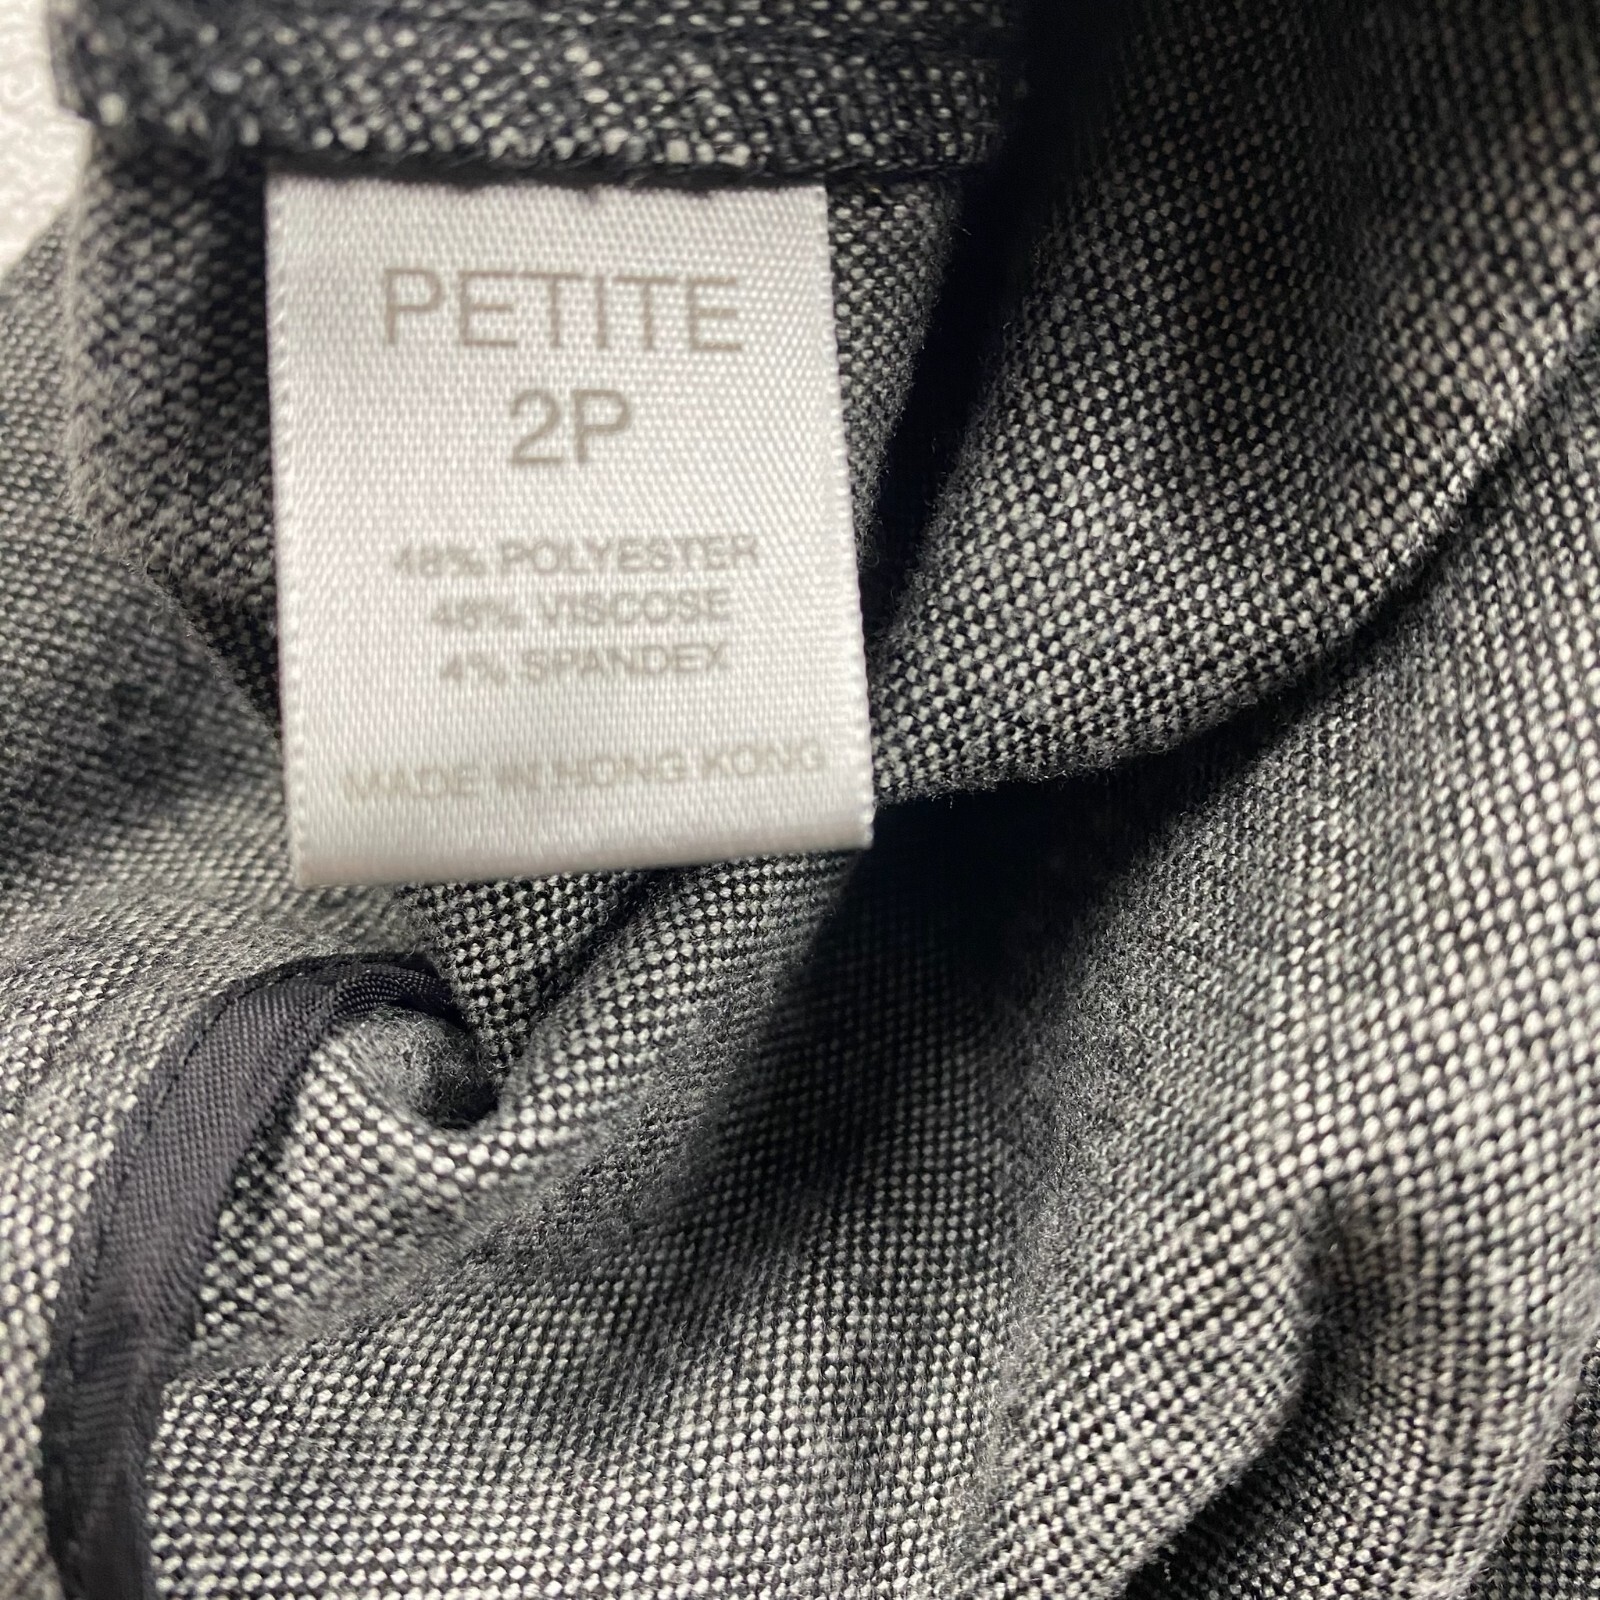 PETITE
2P
48% POLYESTER
48% VISCOSE
4% SPANDEX
MADE IN HONG KONG